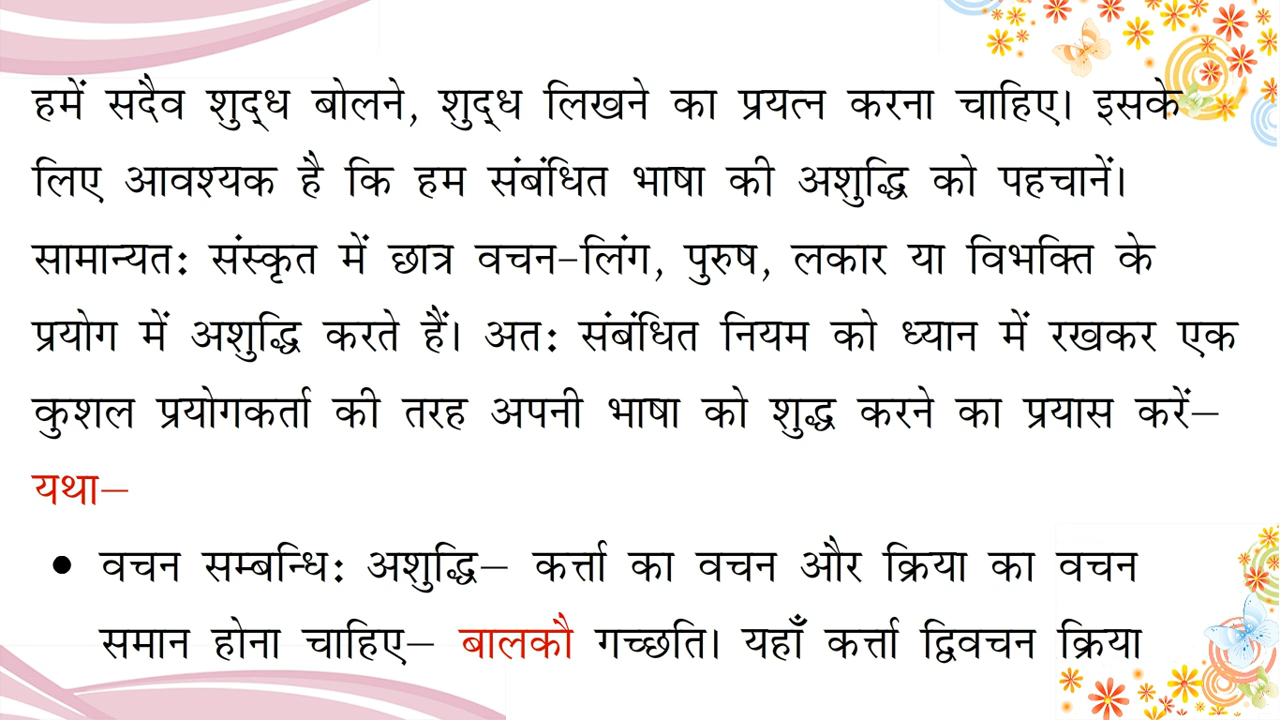 हमें सदैव शुद्ध बोलने, शुद्ध लिखने का प्रयत्न करना चाहिए। इसके
लिए आवश्यक है कि हम संबंधित भाषा की अशुद्धि को पहचानें।
सामान्यत: संस्कृत में छात्र वचन-लिंग, पुरुष, लकार या विभक्ति के
प्रयोग में अशुद्धि करते हैं। अत: संबंधित नियम को ध्यान में रखकर एक
कुशल प्रयोगकर्ता की तरह अपनी भाषा को शुद्ध करने का प्रयास करें–
यथा–
• वचन सम्बन्धि: अशुद्धि– कर्त्ता का वचन और क्रिया का वचन
समान होना चाहिए– बालकौ गच्छति। यहाँ कर्त्ता द्विवचन क्रिया